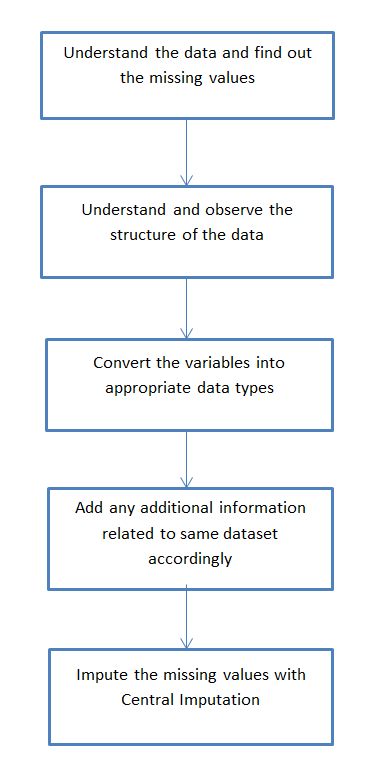 Understand the data and find out
the missing values
Understand and observe the
structure of the data
Convert the variables into
appropriate data types
Add any additional information
related to same dataset
accordingly
Impute the missing values with
Central Imputation